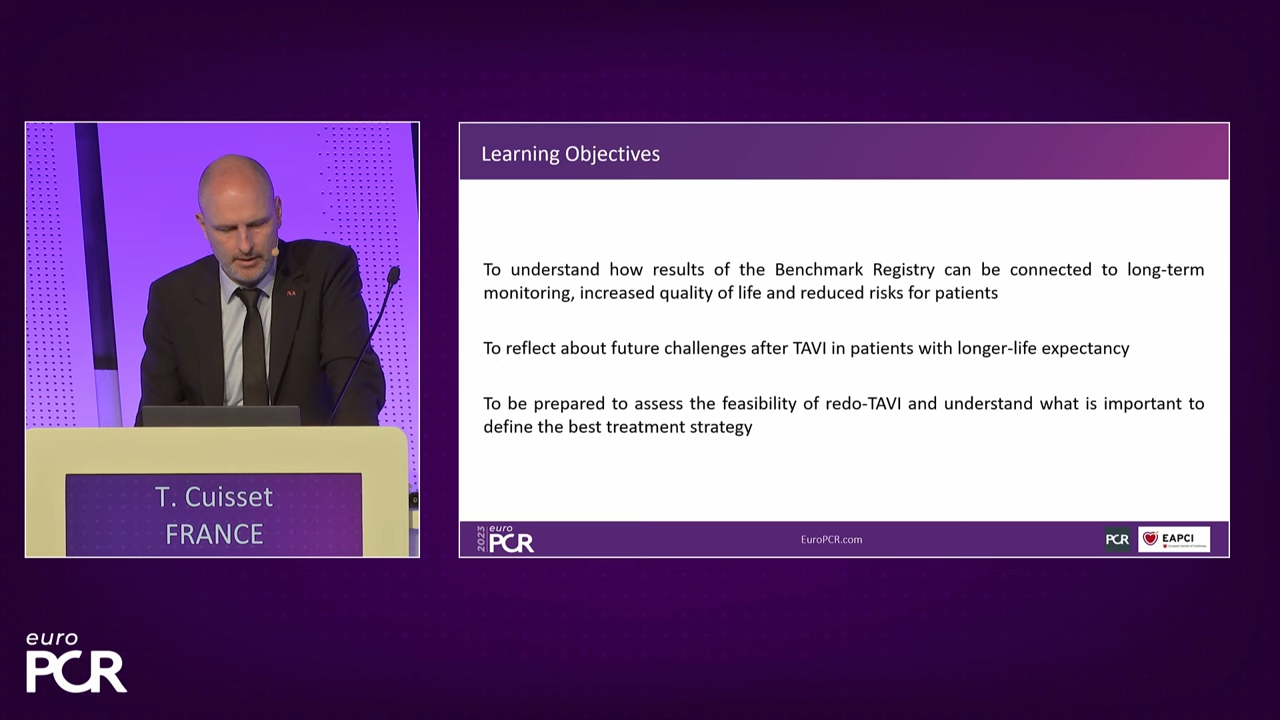 T. Cuisset
FRANCE
Learning Objectives
To understand how results of the Benchmark Registry can be connected to long-term
monitoring, increased quality of life and reduced risks for patients
To reflect about future challenges after TAVI in patients with longer-life expectancy
To be prepared to assess the feasibility of redo-TAVI and understand what is important to
define the best treatment strategy
2023 euro
PCR
EuroPCR.com
PCR
EAPCI
euro
PCR